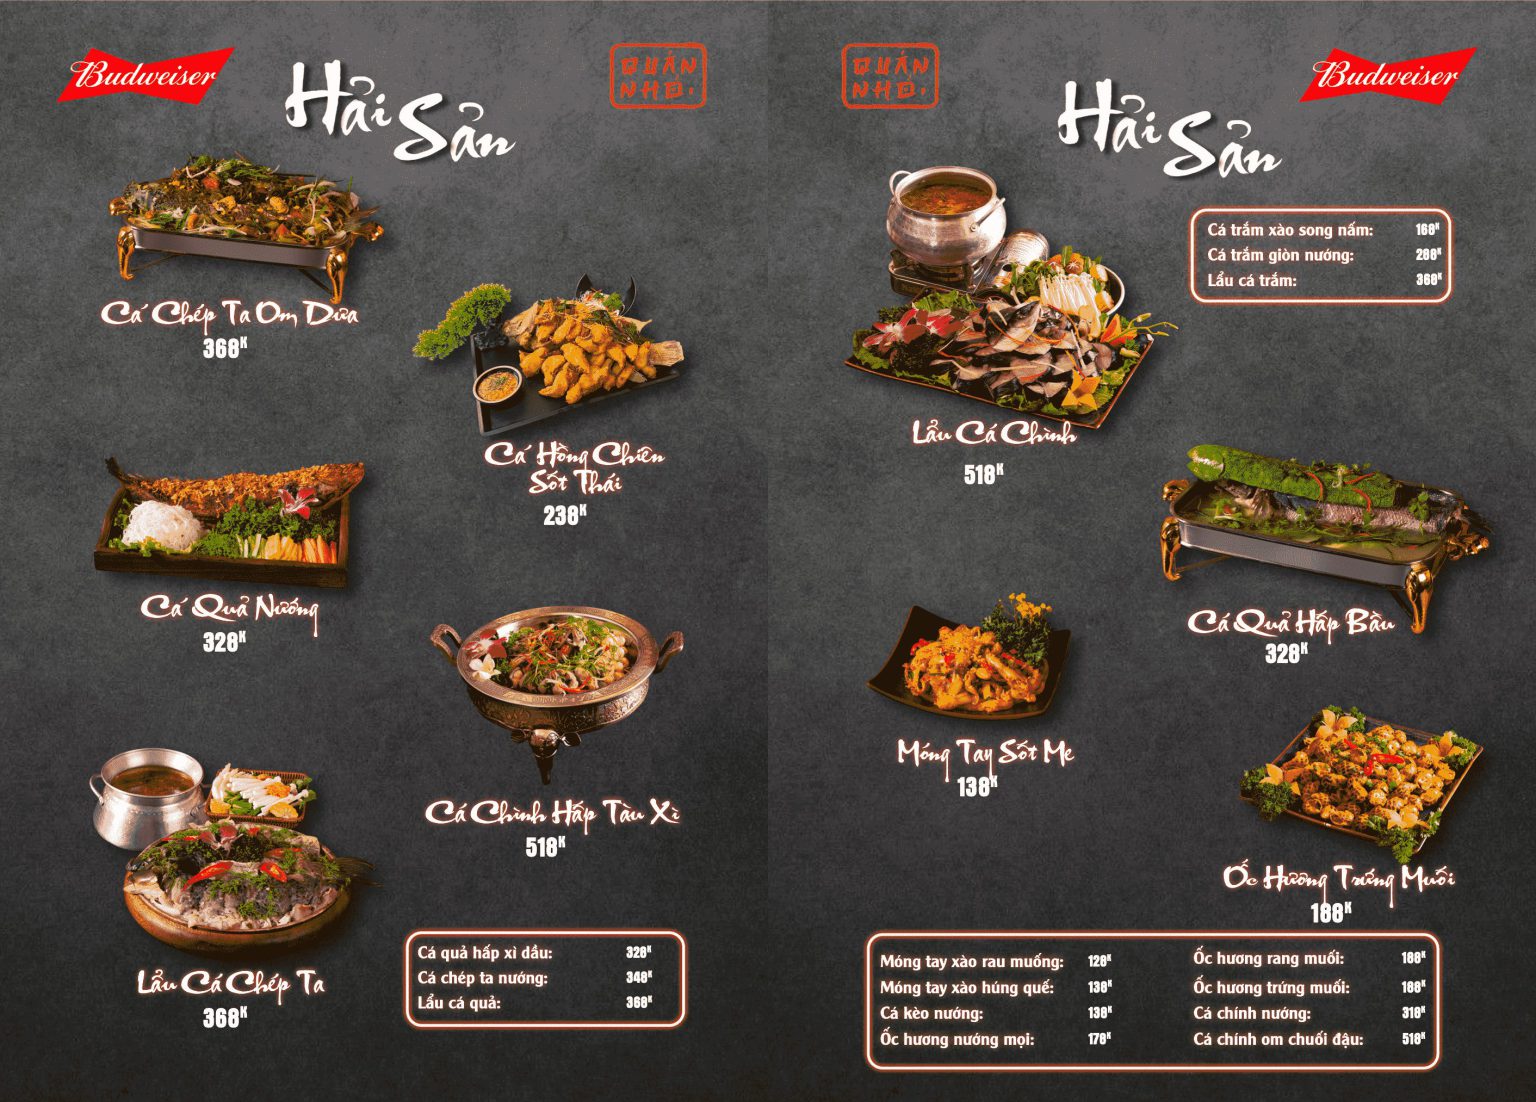 Budweiser
Hải Sản
QUÁN NHỎ.
Cá Chép Ta Om Dưa
368K
Cá Hồng Chiên
Sốt Thái
238K
Cá Quả Nướng
328K
Cá Chình Hấp Tàu Xì
518K
Lẩu Cá Chép Ta
368K
Cá quả hấp xì dầu: 328K
Cá chép ta nướng: 348K
Lẩu cá quả: 368K
QUÁN NHỎ.
Hải Sản
Budweiser
Cá trắm xào song nấm: 168K
Cá trắm giòn nướng: 288K
Lẩu cá trắm: 368K
Lẩu Cá Chình
518K
Cá Quả Hấp Bầu
328K
Móng Tay Sốt Me
138K
Ốc Hương Trứng Muối
188K
Móng tay xào rau muống: 128K
Móng tay xào húng quế: 138K
Cá kèo nướng: 138K
Ốc hương nướng mọi: 178K
Ốc hương rang muối: 188K
Ốc hương trứng muối: 188K
Cá chính nướng: 318K
Cá chính om chuối đậu: 518K